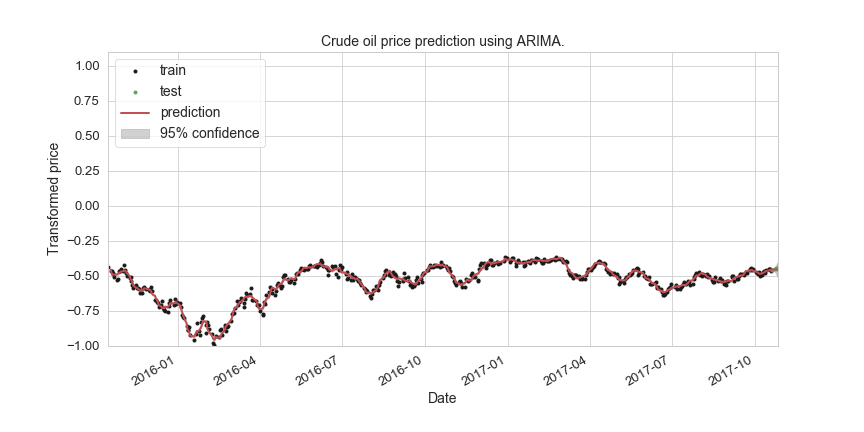 Crude oil price prediction using ARIMA.
1.00
0.75
0.50
0.25
0.00
−0.25
−0.50
−0.75
−1.00
Transformed price
train
test
prediction
95% confidence
2016-01
2016-04
2016-07
2016-10
2017-01
2017-04
2017-07
2017-10
Date